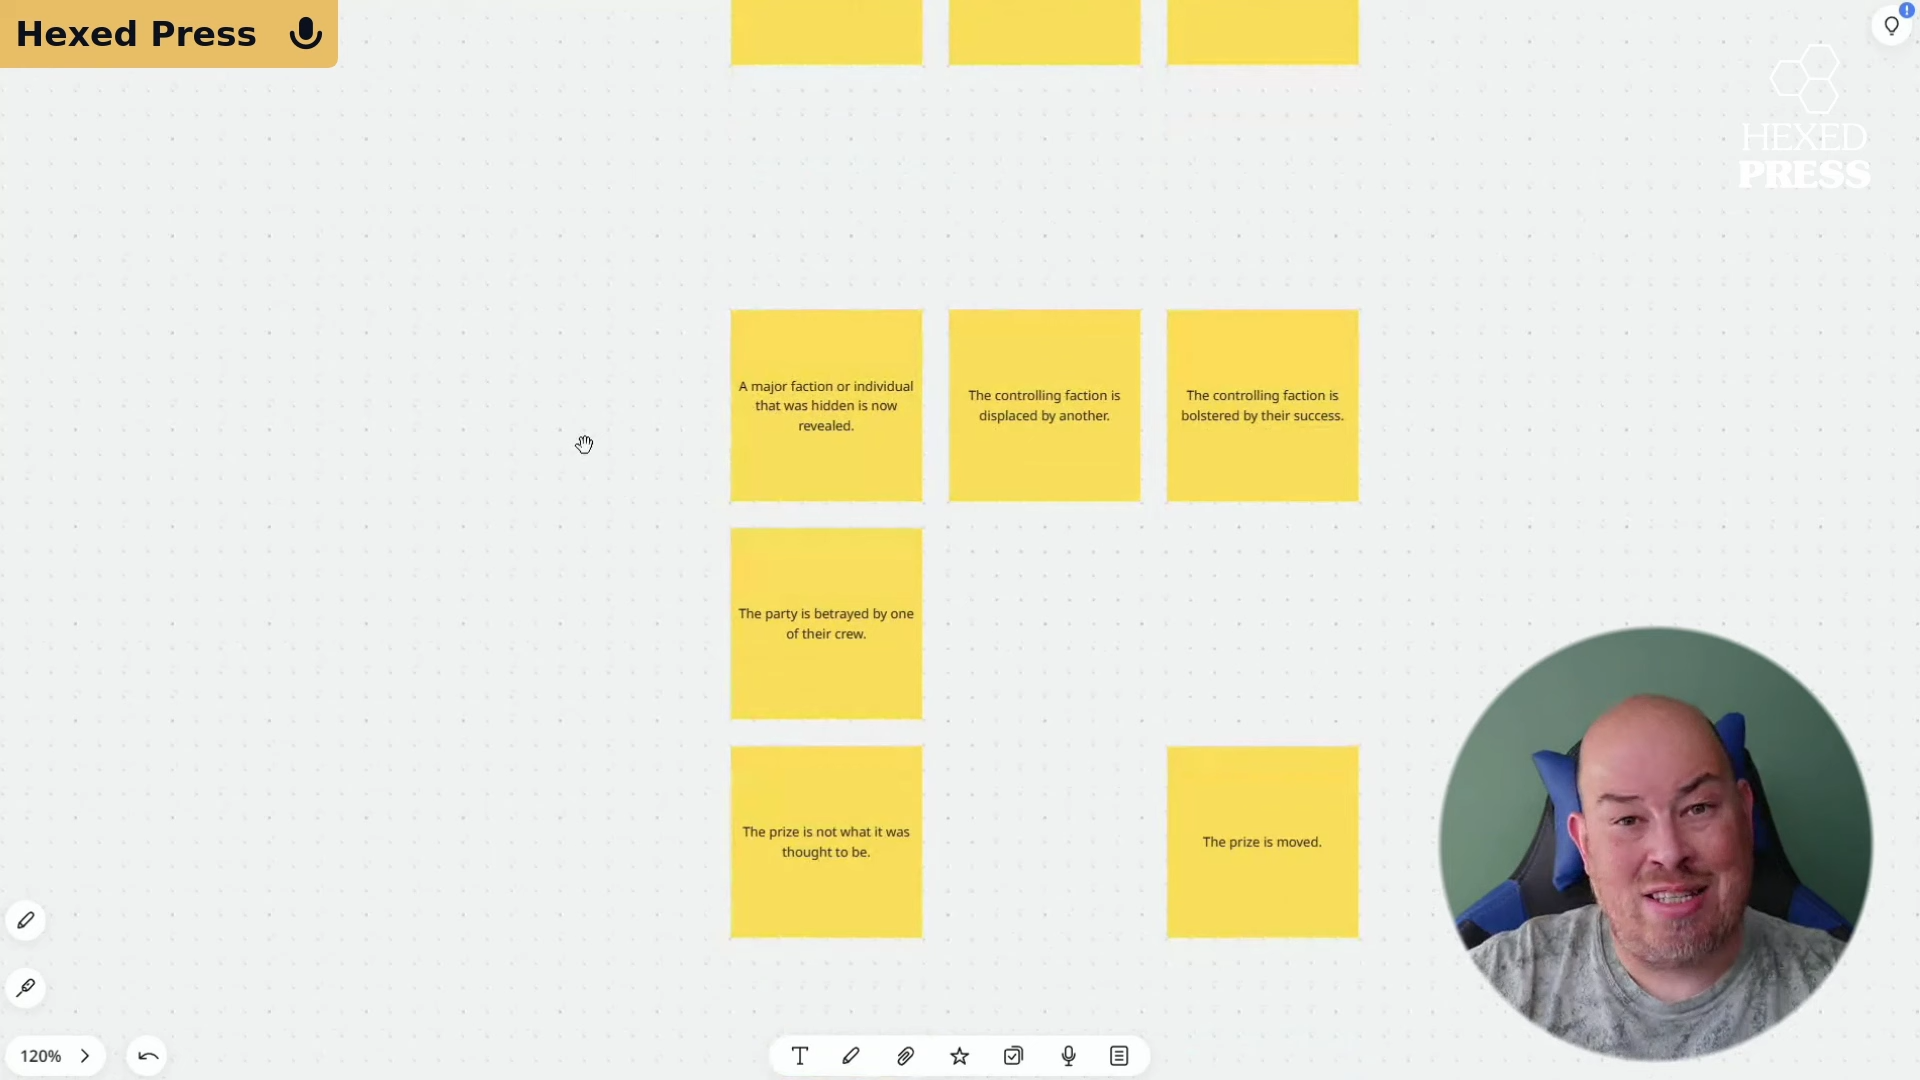 Hexed Press
!
HEXED
PRESS
A major faction or individual
that was hidden is now
revealed.
The controlling faction is
displaced by another.
The controlling faction is
bolstered by their success.
The party is betrayed by one
of their crew.
The prize is not what it was
thought to be.
The prize is moved.
120%
T